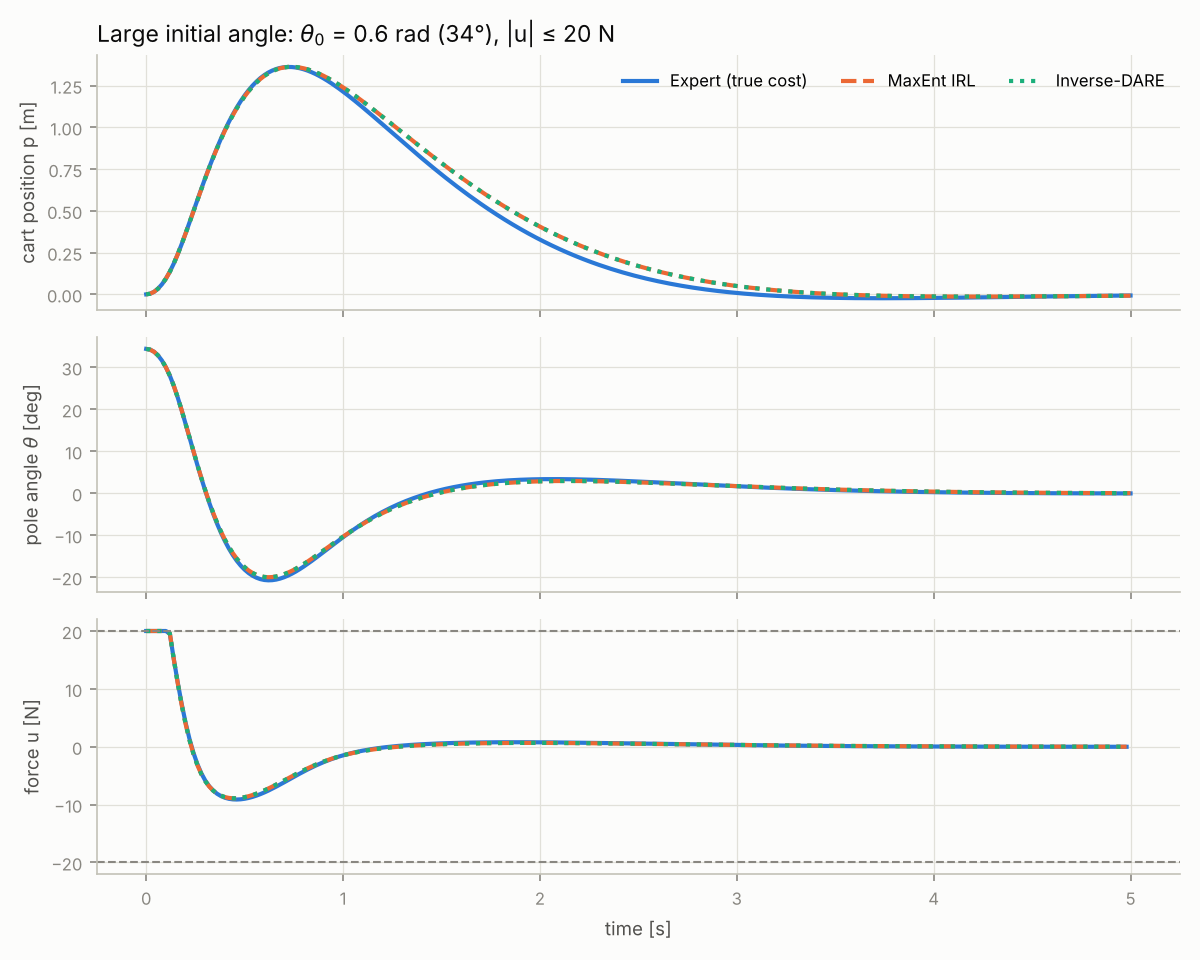 Large initial angle: θ₀ = 0.6 rad (34°), |u| ≤ 20 N
Expert (true cost) MaxEnt IRL Inverse-DARE
cart position p [m]
1.25
1.00
0.75
0.50
0.25
0.00
pole angle θ [deg]
30
20
10
0
−10
−20
force u [N]
20
10
0
−10
−20
0 1 2 3 4 5
time [s]